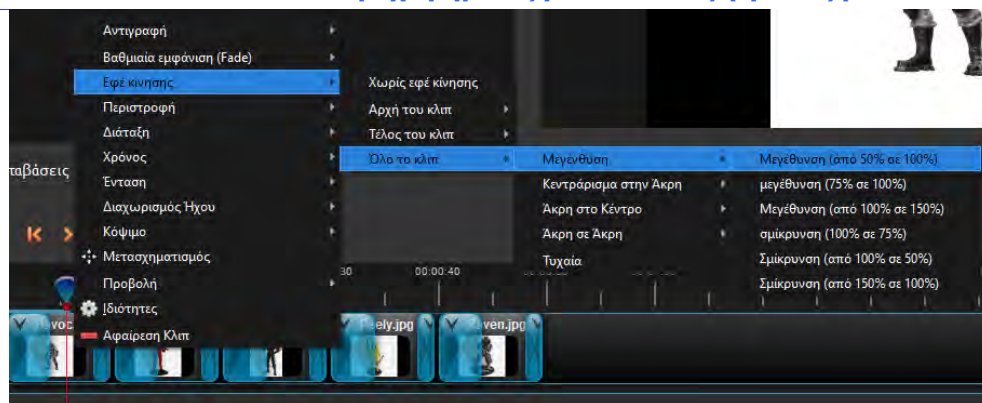 Αντιγραφή
Βαθμιαία εμφάνιση (Fade)
Εφέ κίνησης
Περιστροφή
Διάταξη
Χρόνος
Ένταση
Διαχωρισμός Ήχου
Κόψιμο
Μετασχηματισμός
Προβολή
Ιδιότητες
Αφαίρεση Κλιπ
Χωρίς εφέ κίνησης
Αρχή του κλιπ
Τέλος του κλιπ
Όλο το κλιπ
Μεγένθυση
Κεντράρισμα στην Άκρη
Άκρη στο Κέντρο
Άκρη σε Άκρη
Τυχαία
Μεγέθυνση (από 50% σε 100%)
μεγέθυνση (75% σε 100%)
Μεγέθυνση (από 100% σε 150%)
σμίκρυνση (100% σε 75%)
Σμίκρυνση (από 100% σε 50%)
Σμίκρυνση (από 150% σε 100%)
ταβάσεις
30 00:00:40
eely.jpg
ven.jpg